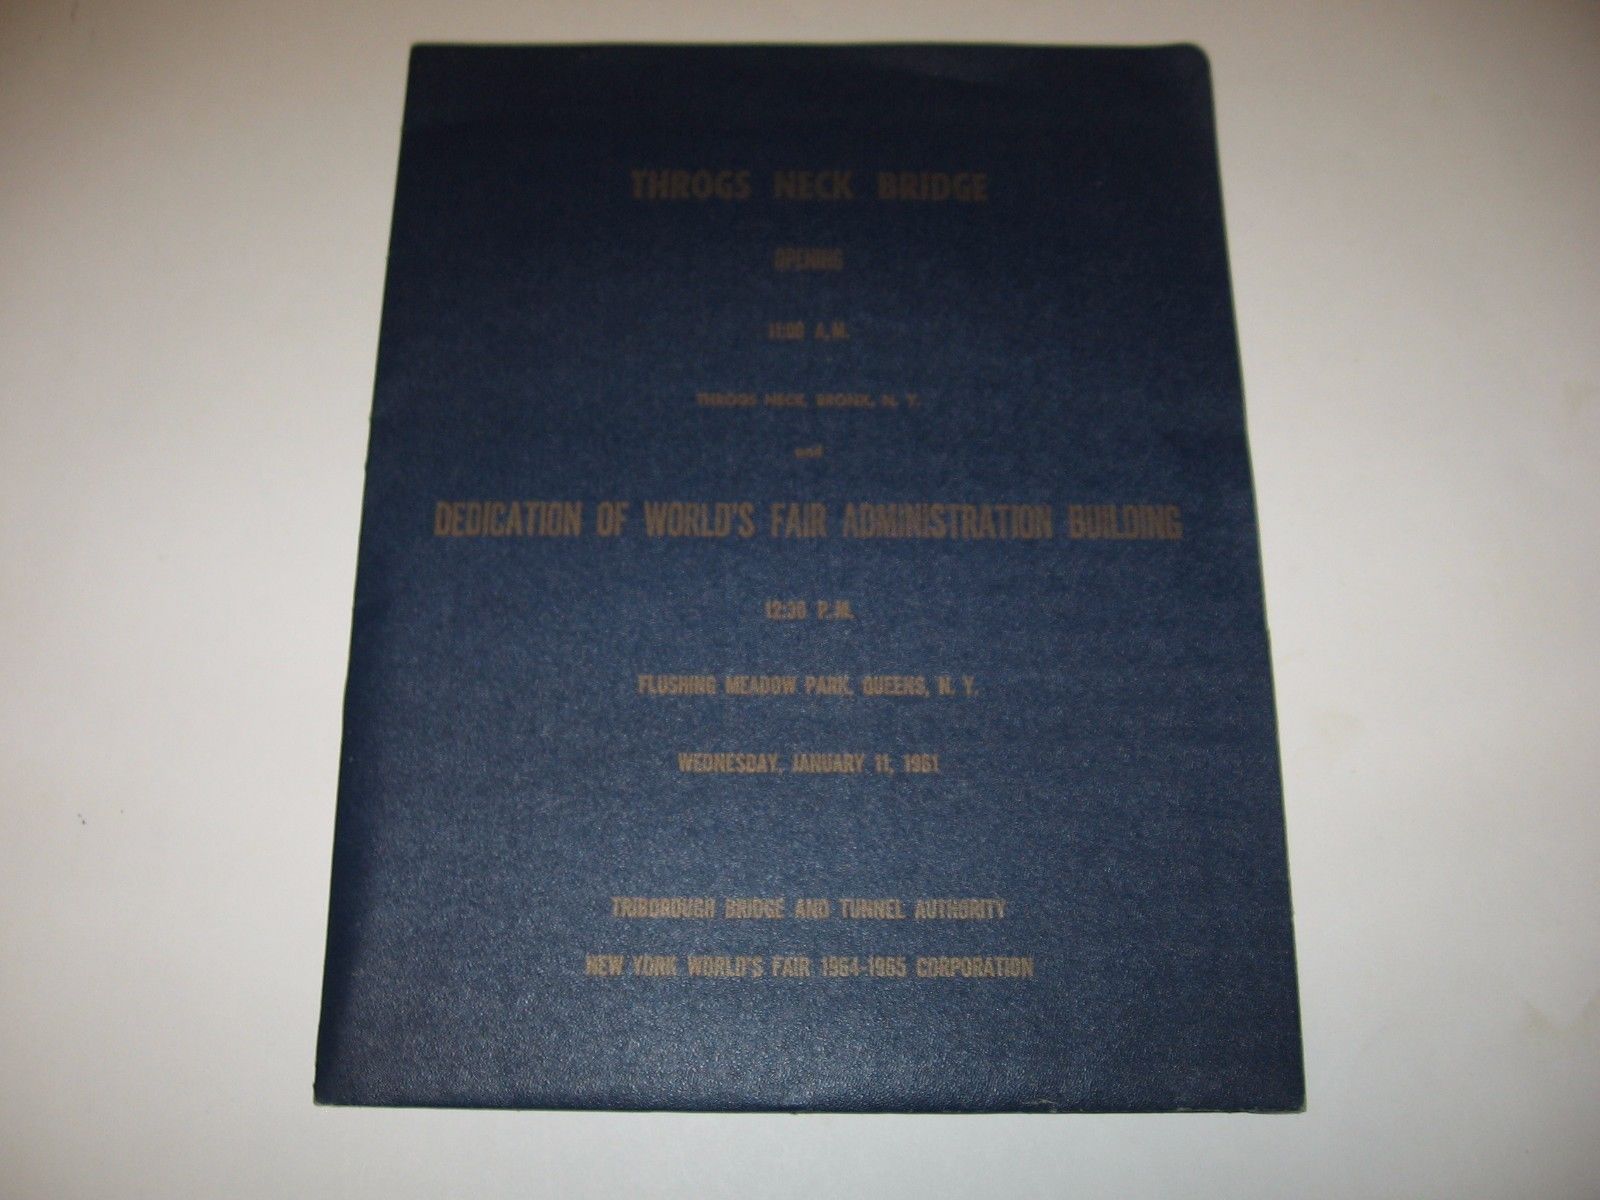 THROGS NECK BRIDGE
OPENING
11:00 A.M.
THROGS NECK, BRONX, N. Y.
and
DEDICATION OF WORLD'S FAIR ADMINISTRATION BUILDING
12:30 P.M.
FLUSHING MEADOW PARK, QUEENS, N. Y.
WEDNESDAY, JANUARY 11, 1961
TRIBOROUGH BRIDGE AND TUNNEL AUTHORITY
NEW YORK WORLD'S FAIR 1964-1965 CORPORATION